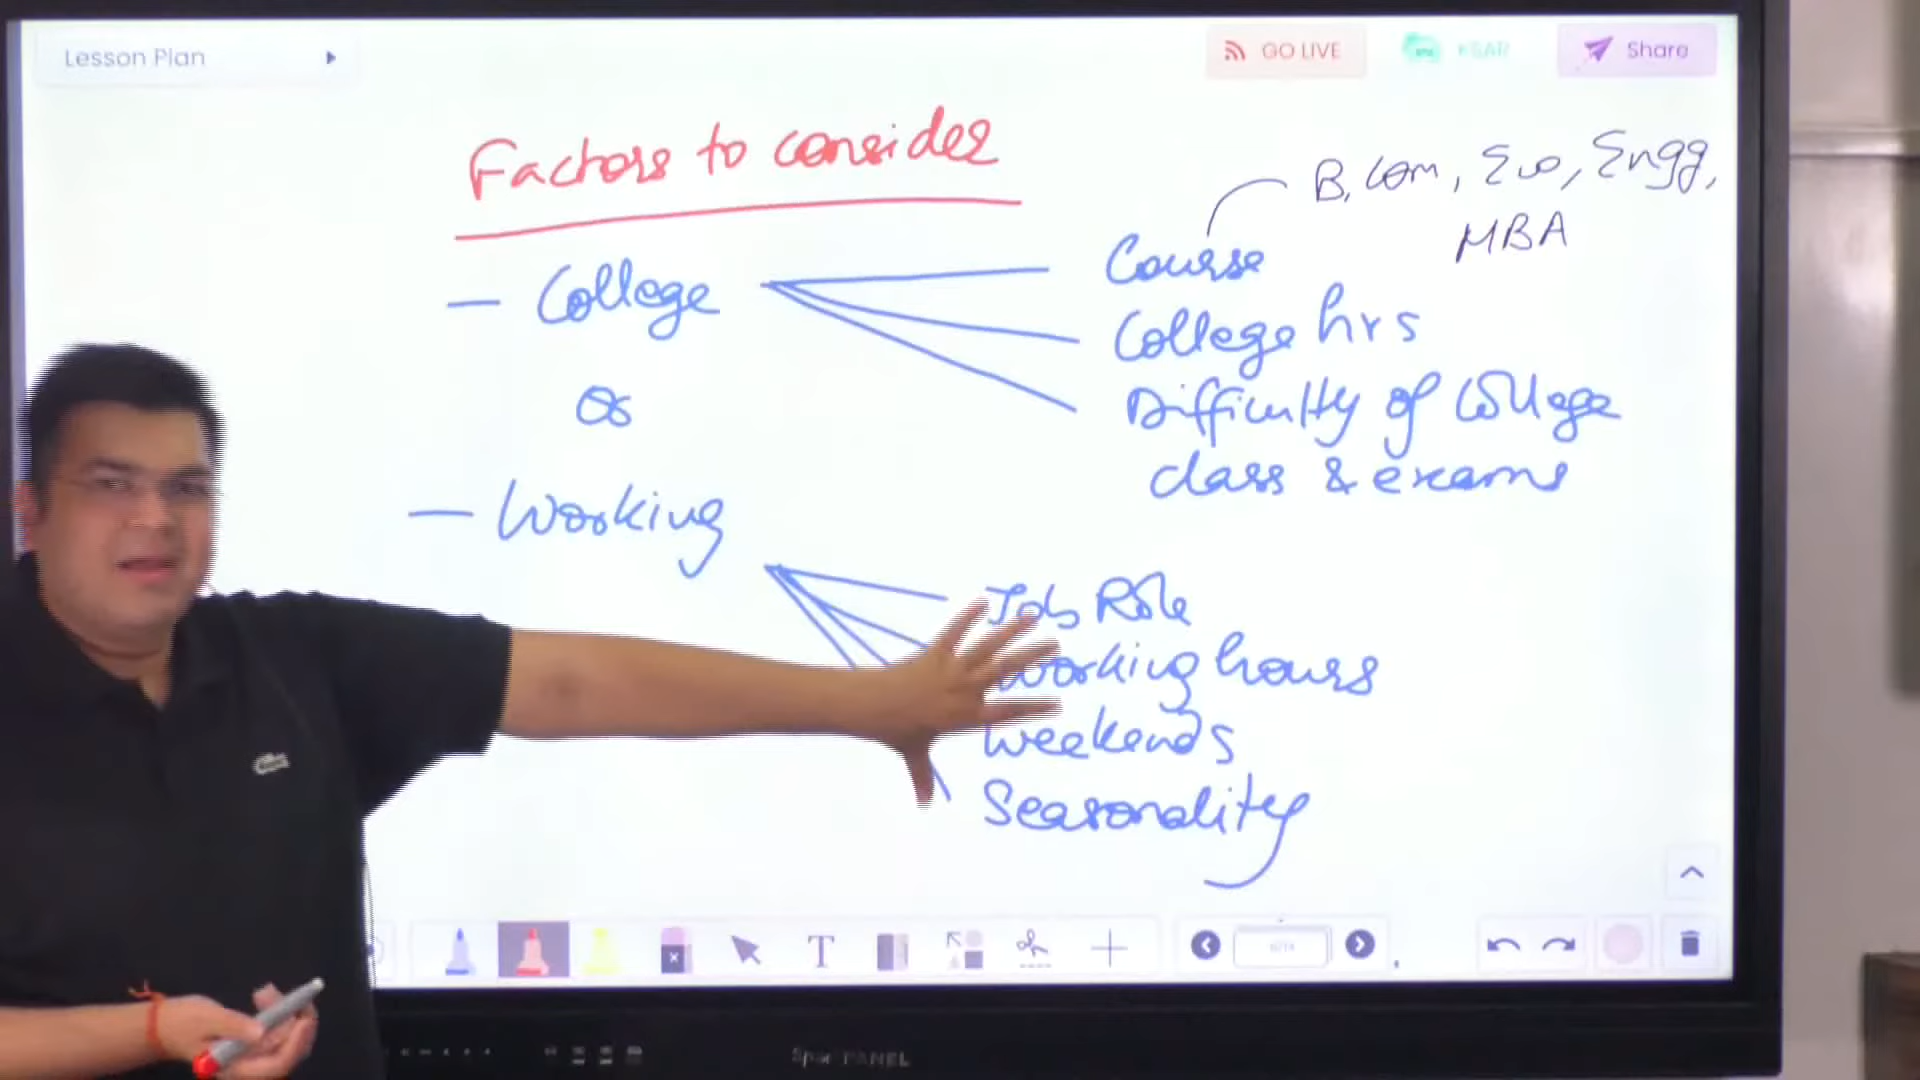 Lesson Plan
GO LIVE
Share
Factors to consider
B.Com, Eco, Engg,
MBA
— College
Course
College hrs
Difficulty of College
class & exams
Or
— Working
Job Role
Working hours
Weekends
Seasonality
T
PANEL